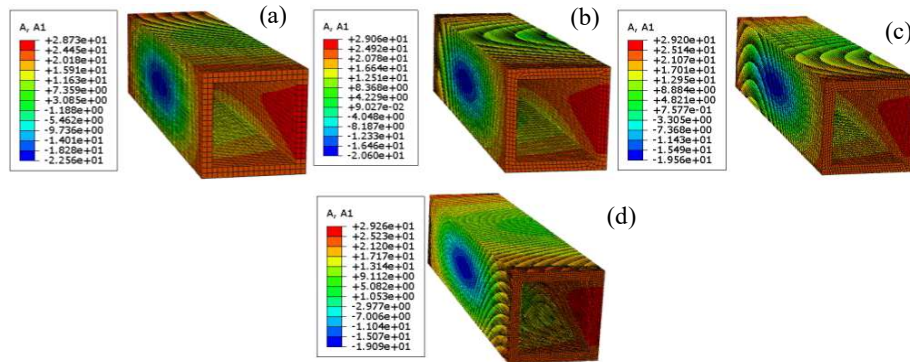 (a)
A, A1
+2.873e+01
+2.445e+01
+2.018e+01
+1.591e+01
+1.163e+01
+7.359e+00
+3.085e+00
-1.188e+00
-5.462e+00
-9.736e+00
-1.401e+01
-1.828e+01
-2.256e+01
(b)
A, A1
+2.906e+01
+2.492e+01
+2.078e+01
+1.664e+01
+1.251e+01
+8.368e+00
+4.229e+00
+9.027e-02
-4.048e+00
-8.187e+00
-1.233e+01
-1.646e+01
-2.060e+01
(c)
A, A1
+2.920e+01
+2.514e+01
+2.107e+01
+1.701e+01
+1.295e+01
+8.884e+00
+4.821e+00
+7.577e-01
-3.305e+00
-7.368e+00
-1.143e+01
-1.549e+01
-1.956e+01
(d)
A, A1
+2.926e+01
+2.523e+01
+2.120e+01
+1.717e+01
+1.314e+01
+9.112e+00
+5.082e+00
+1.053e+00
-2.977e+00
-7.006e+00
-1.104e+01
-1.507e+01
-1.909e+01